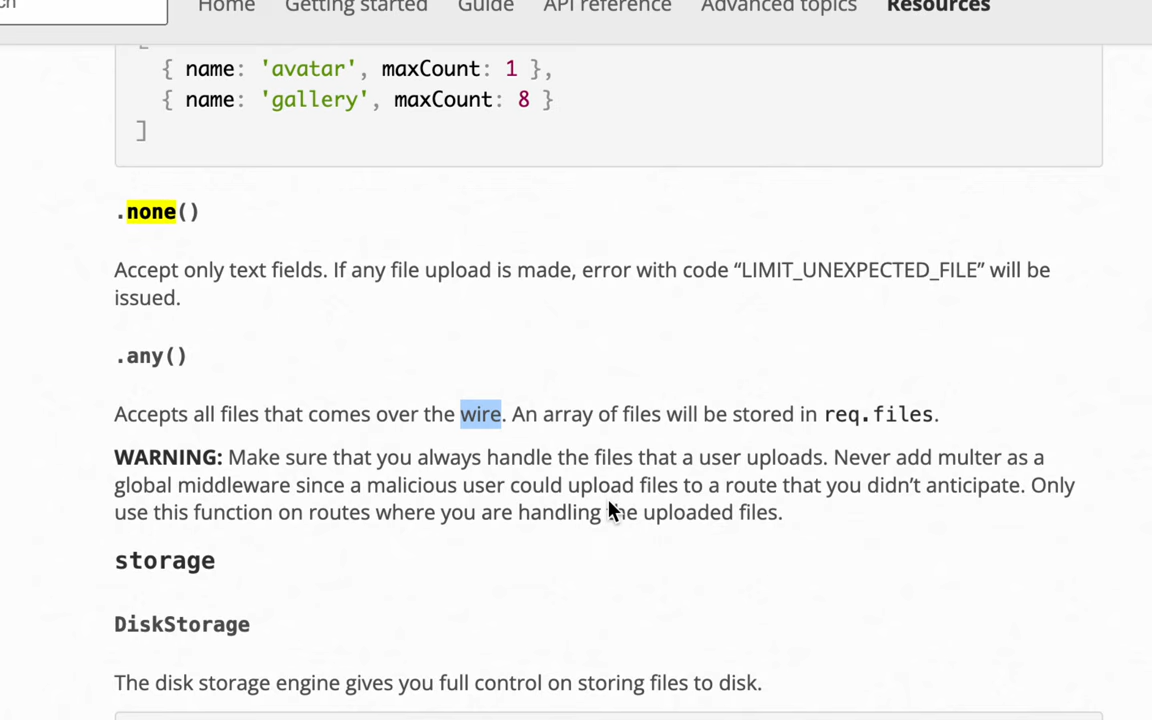 ch
Home Getting started Guide API reference Advanced topics Resources
[
{ name: 'avatar', maxCount: 1 },
{ name: 'gallery', maxCount: 8 }
]
.none()
Accept only text fields. If any file upload is made, error with code “LIMIT_UNEXPECTED_FILE” will be
issued.
.any()
Accepts all files that comes over the wire. An array of files will be stored in req.files.
WARNING: Make sure that you always handle the files that a user uploads. Never add multer as a
global middleware since a malicious user could upload files to a route that you didn’t anticipate. Only
use this function on routes where you are handling the uploaded files.
storage
DiskStorage
The disk storage engine gives you full control on storing files to disk.